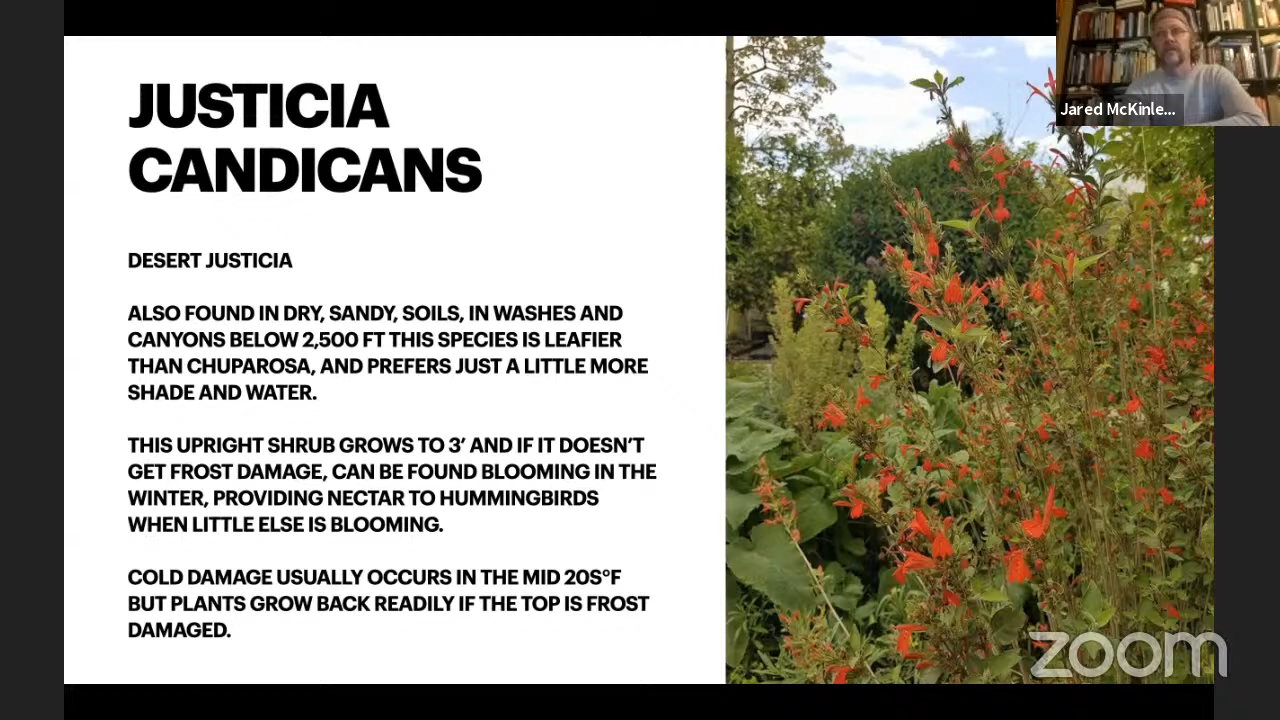 JUSTICIA
CANDICANS
DESERT JUSTICIA
ALSO FOUND IN DRY, SANDY, SOILS, IN WASHES AND
CANYONS BELOW 2,500 FT THIS SPECIES IS LEAFIER
THAN CHUPAROSA, AND PREFERS JUST A LITTLE MORE
SHADE AND WATER.
THIS UPRIGHT SHRUB GROWS TO 3’ AND IF IT DOESN’T
GET FROST DAMAGE, CAN BE FOUND BLOOMING IN THE
WINTER, PROVIDING NECTAR TO HUMMINGBIRDS
WHEN LITTLE ELSE IS BLOOMING.
COLD DAMAGE USUALLY OCCURS IN THE MID 20S°F
BUT PLANTS GROW BACK READILY IF THE TOP IS FROST
DAMAGED.
Jared McKinle...
zoom